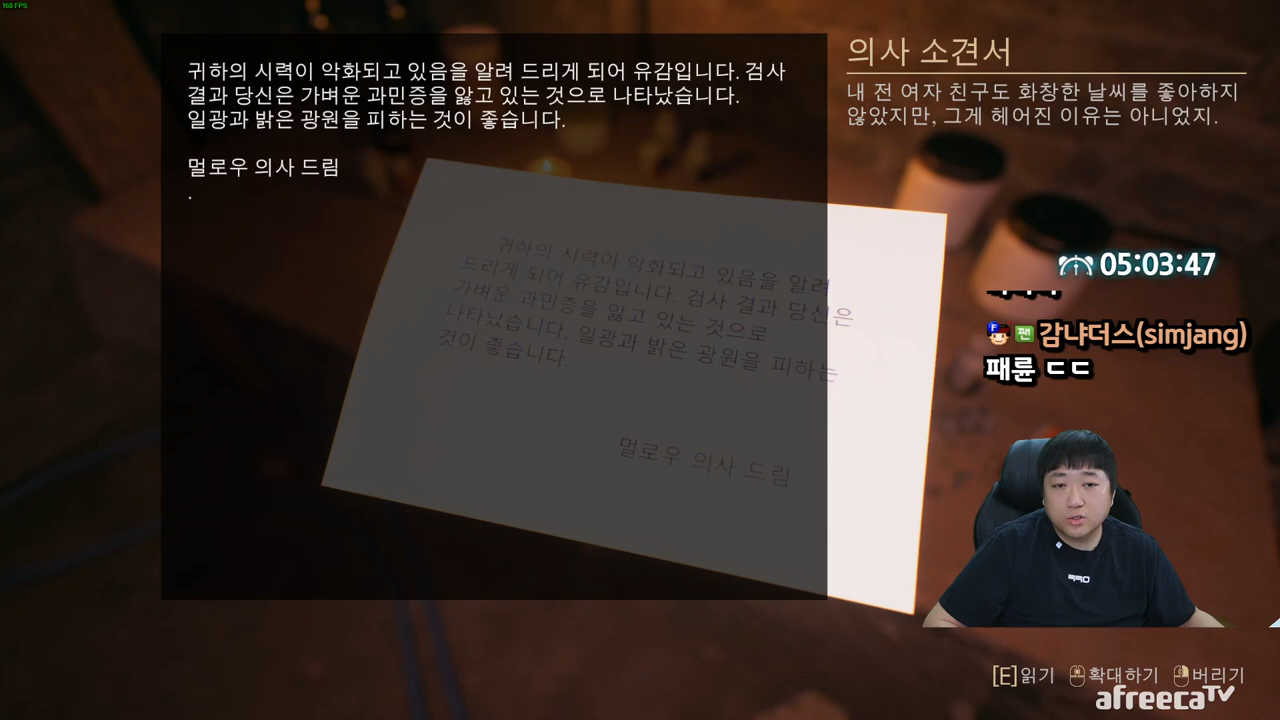 160 FPS
귀하의 시력이 악화되고 있음을 알려 드리게 되어 유감입니다. 검사
결과 당신은 가벼운 과민증을 앓고 있는 것으로 나타났습니다.
일광과 밝은 광원을 피하는 것이 좋습니다.
멀로우 의사 드림
.
의사 소견서
내 전 여자 친구도 화창한 날씨를 좋아하지
않았지만, 그게 헤어진 이유는 아니었지.
귀하의 시력이 악화되고 있음을 알려
드리게 되어 유감입니다. 검사 결과 당신은
가벼운 과민증을 앓고 있는 것으로
나타났습니다. 일광과 밝은 광원을 피하는
것이 좋습니다.
멀로우 의사 드림
05:03:47
F 팬 감냐더스(simjang)
패륜 ㄷㄷ
[E]읽기 확대하기 버리기
afreecaTV